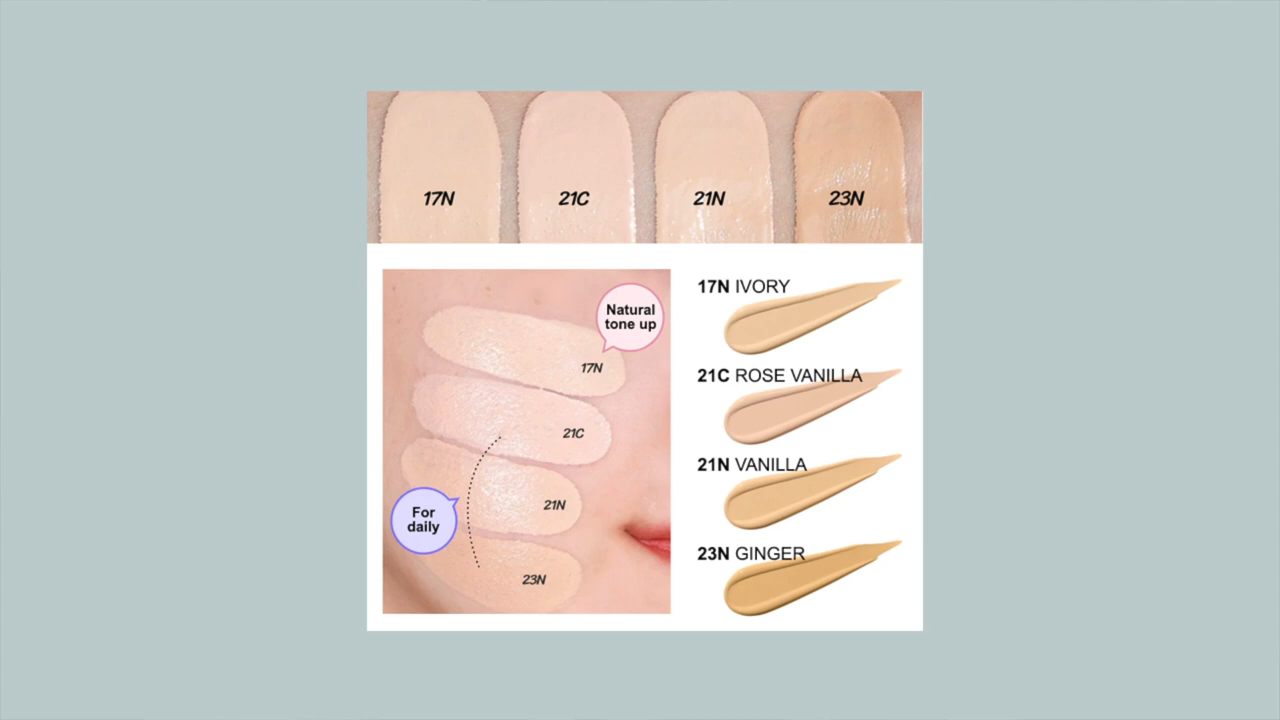 17N
21C
21N
23N
Natural
tone up
17N
21C
21N
23N
For
daily
17N IVORY
21C ROSE VANILLA
21N VANILLA
23N GINGER